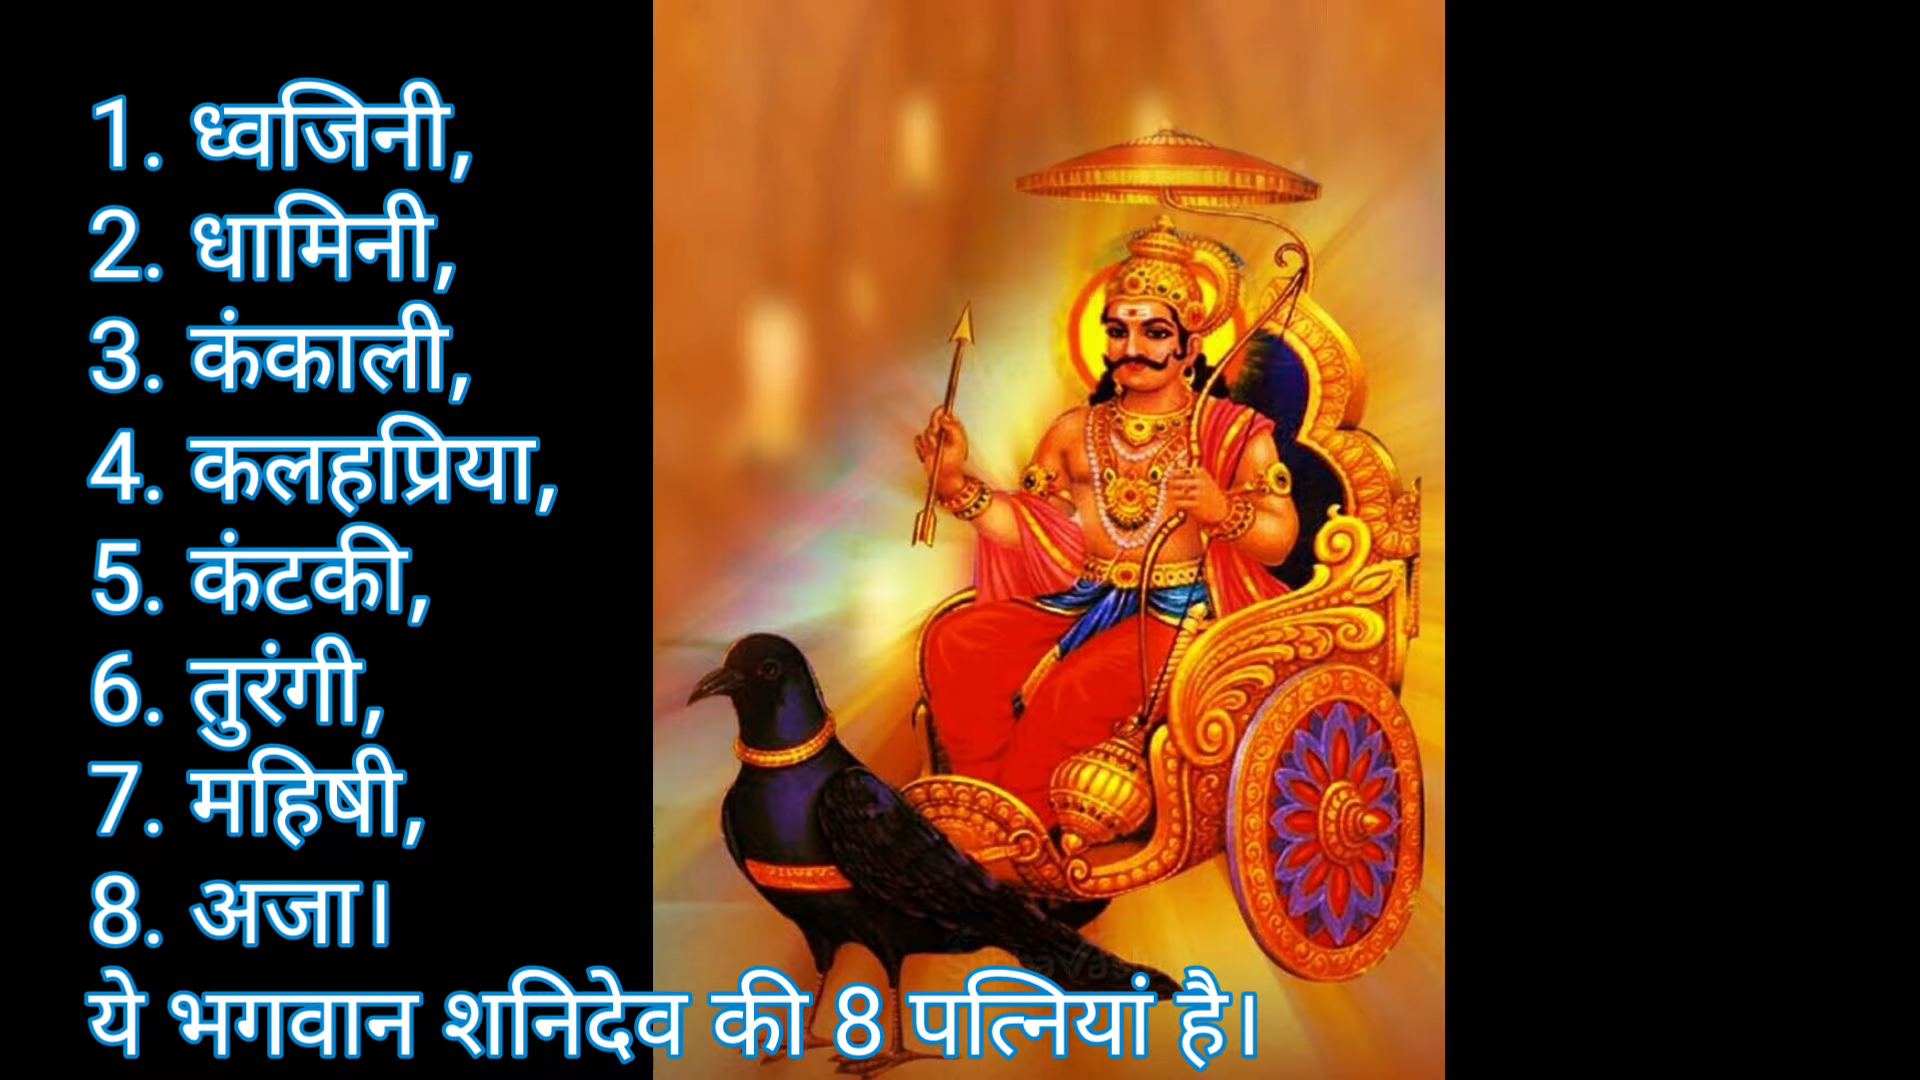 1. ध्वजिनी,
2. धामिनी,
3. कंकाली,
4. कलहप्रिया,
5. कंटकी,
6. तुरंगी,
7. महिषी,
8. अजा।
ये भगवान शनिदेव की 8 पत्नियां है।